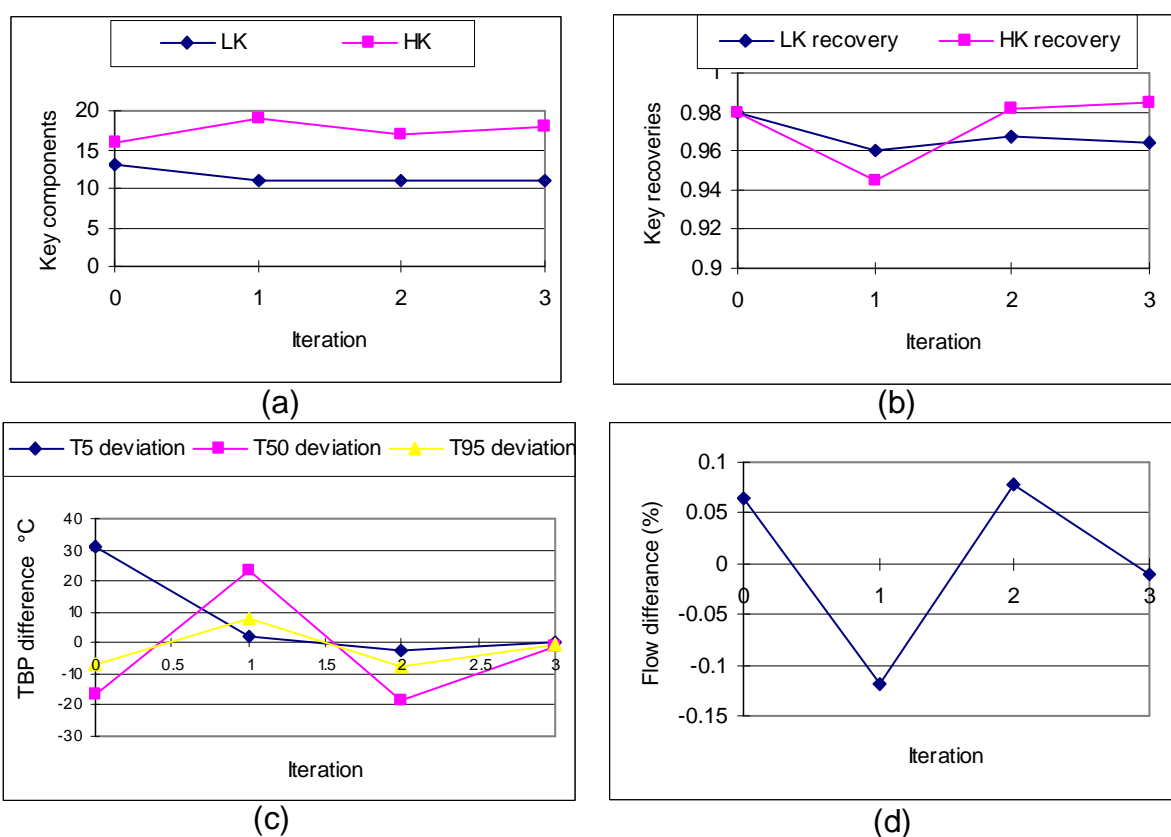 LK HK
20
15
10
5
0
Key components
0 1 2 3
Iteration
(a)
LK recovery HK recovery
1
0.98
0.96
0.94
0.92
0.9
Key recoveries
0 1 2 3
Iteration
(b)
T5 deviation T50 deviation T95 deviation
40
30
20
10
0
-10
-20
-30
TBP difference °C
0 0.5 1 1.5 2 2.5 3
Iteration
(c)
0.1
0.05
0
-0.05
-0.1
-0.15
Flow differance (%)
0 1 2 3
Iteration
(d)